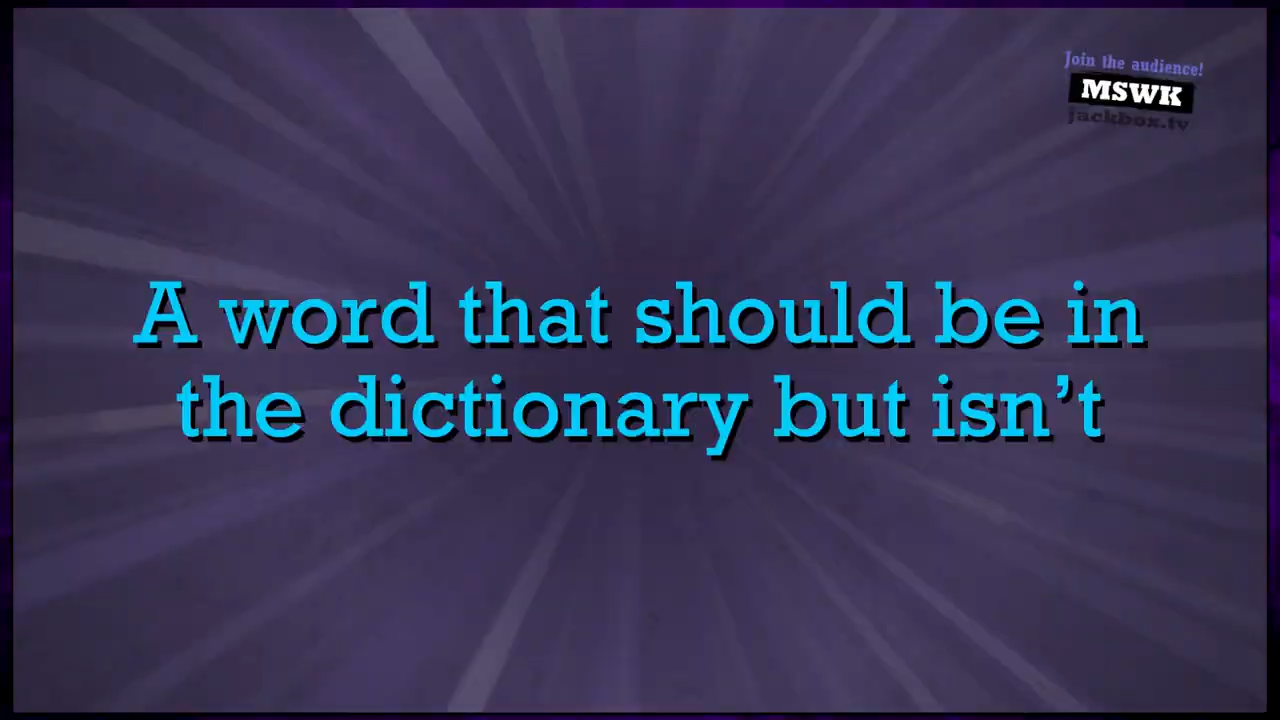 Join the audience!
MSWK
jackbox.tv
A word that should be in
the dictionary but isn’t